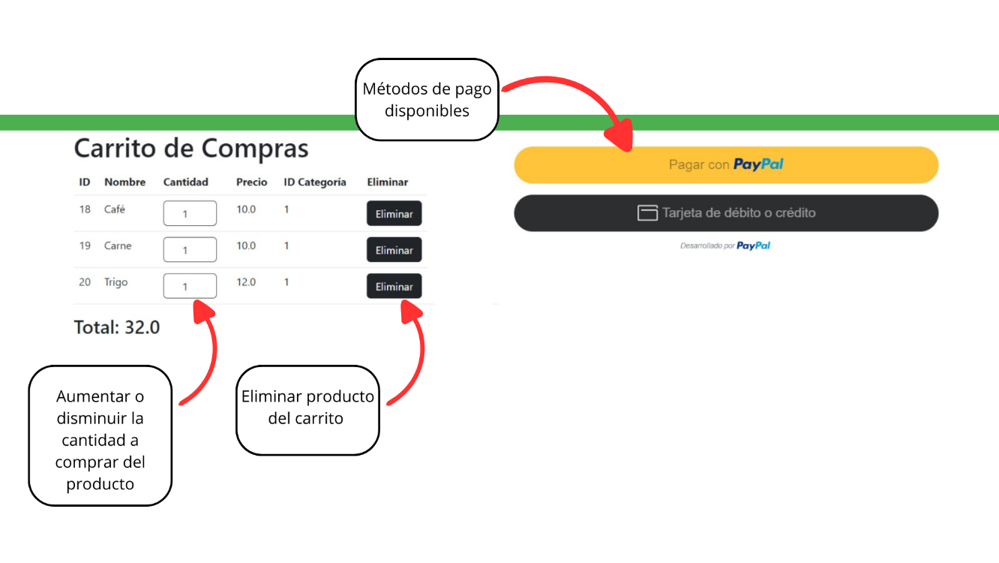 Métodos de pago
disponibles
Carrito de Compras
ID Nombre Cantidad Precio ID Categoría Eliminar
18 Café 1 10.0 1 Eliminar
19 Carne 1 10.0 1 Eliminar
20 Trigo 1 12.0 1 Eliminar
Total: 32.0
Pagar con PayPal
Tarjeta de débito o crédito
Desarrollado por PayPal
Aumentar o
disminuir la
cantidad a
comprar del
producto
Eliminar producto
del carrito